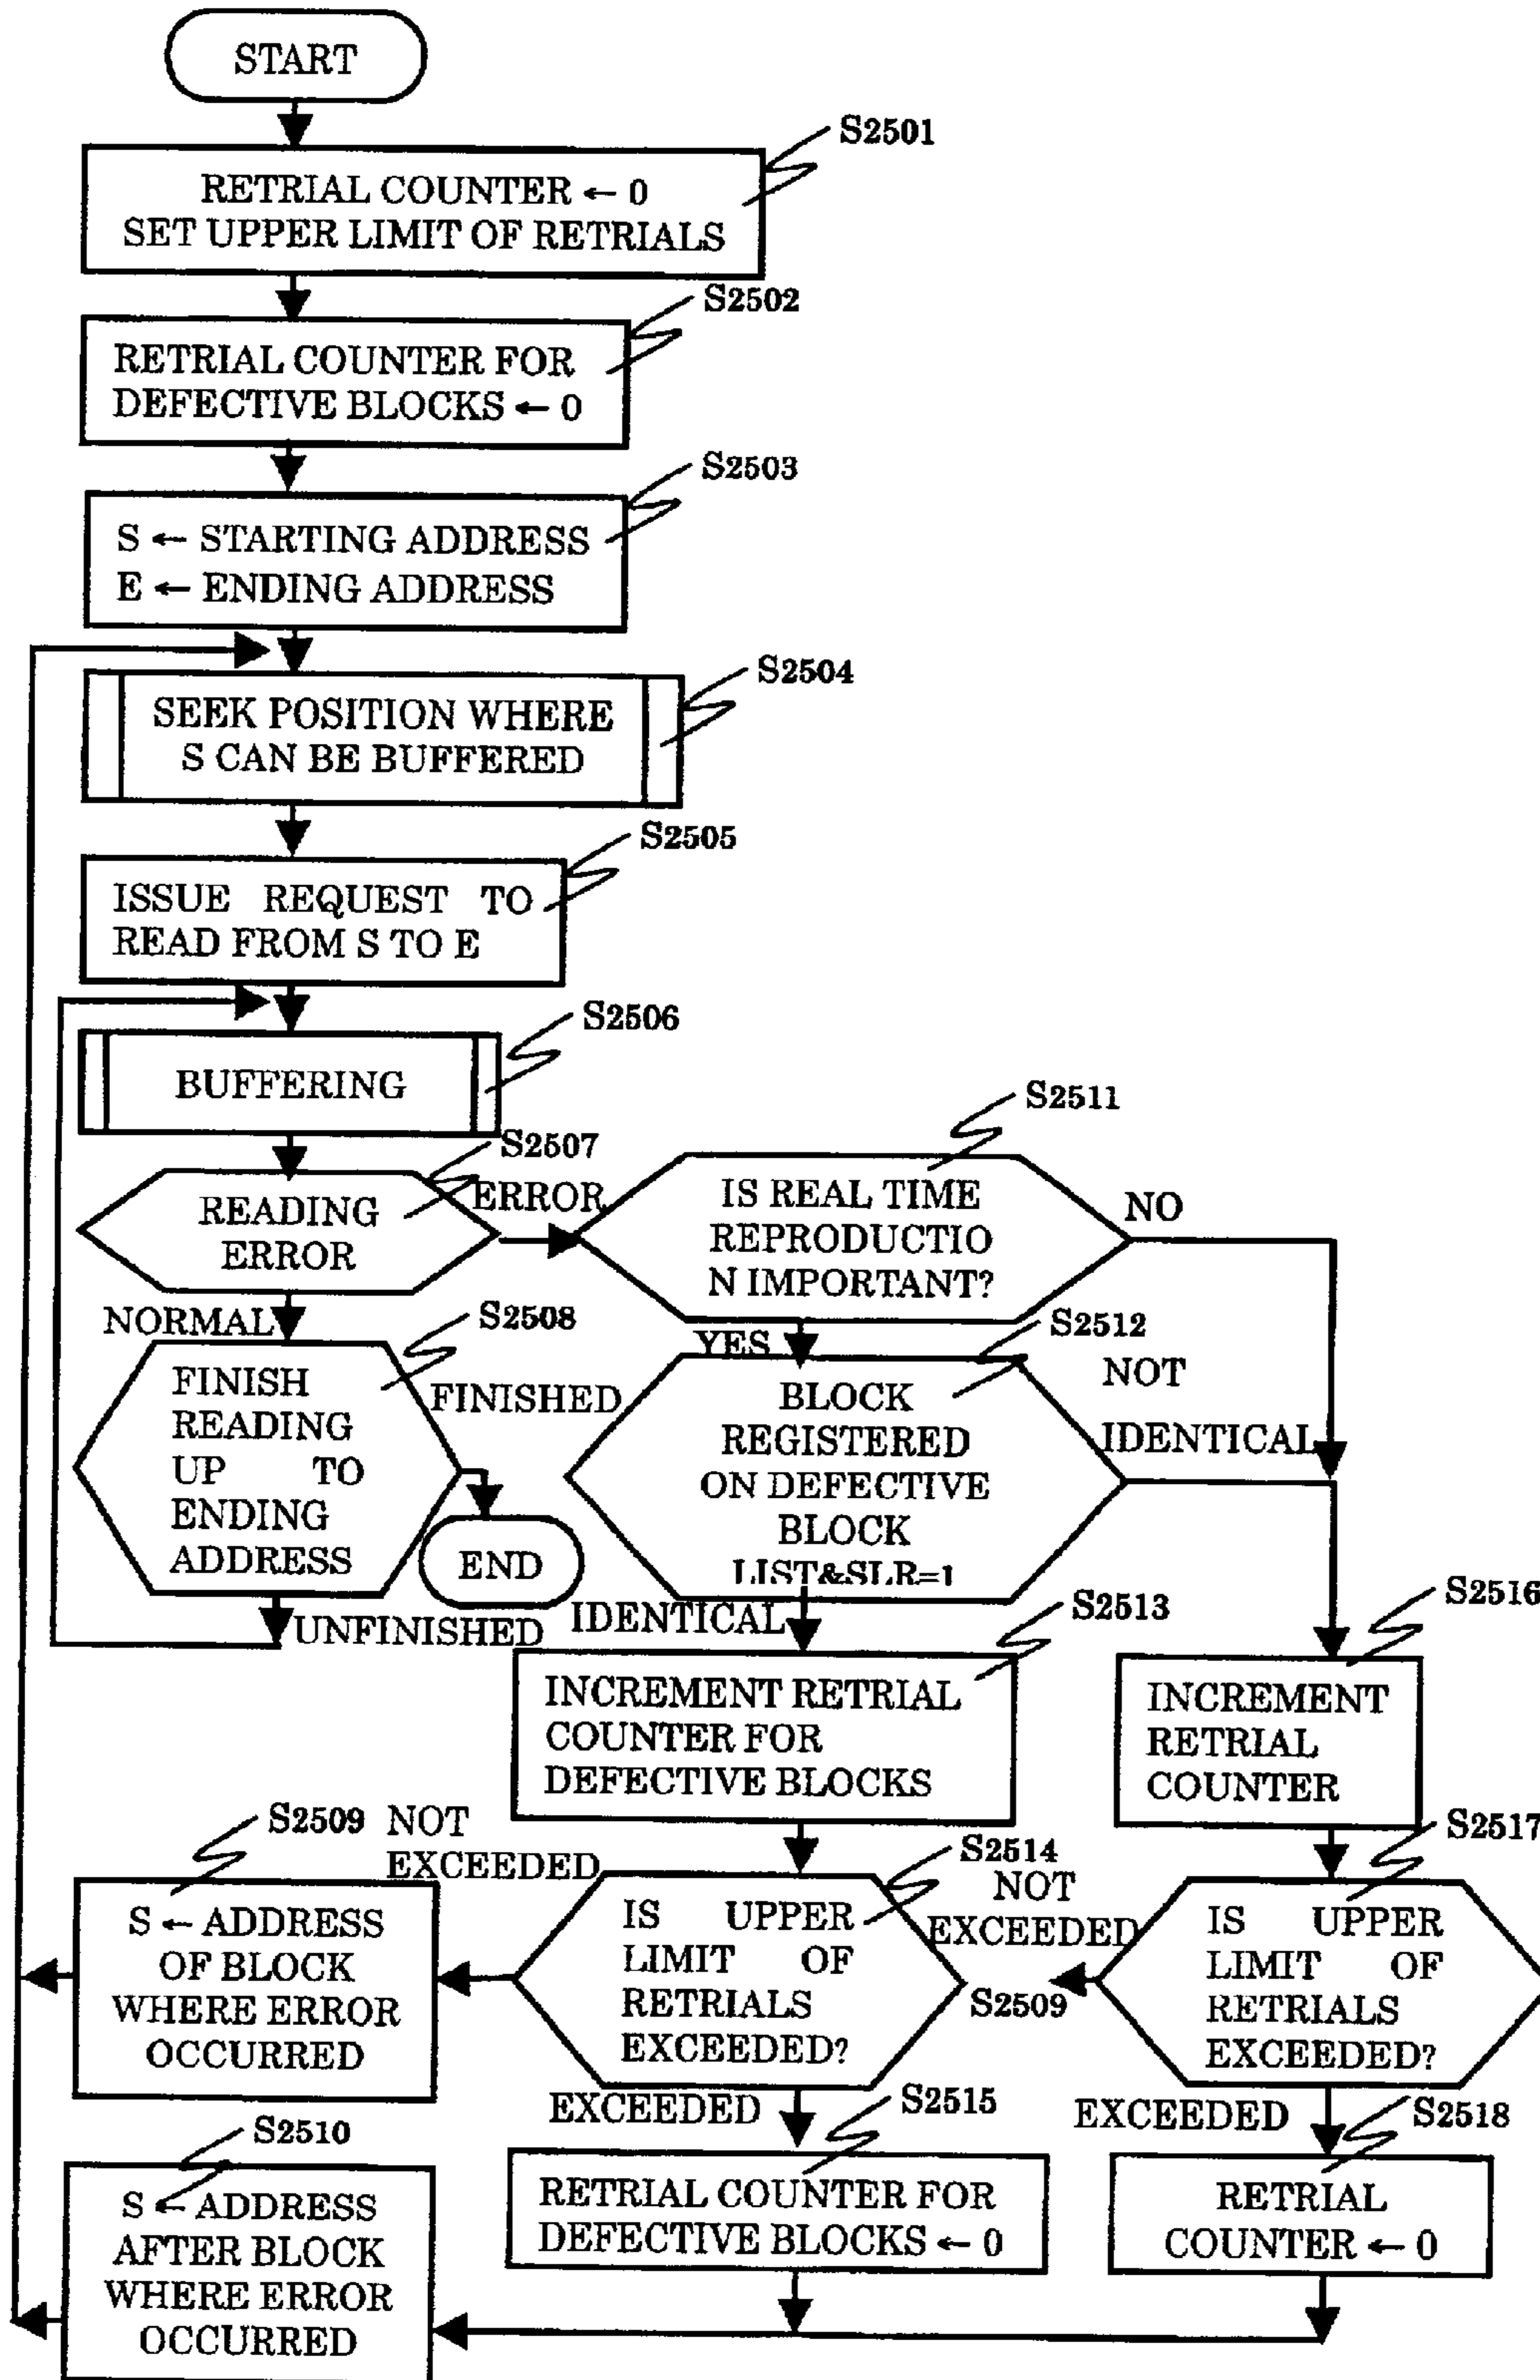 START
S2501
RETRIAL COUNTER ← 0
SET UPPER LIMIT OF RETRIALS
S2502
RETRIAL COUNTER FOR
DEFECTIVE BLOCKS ← 0
S2503
S ← STARTING ADDRESS
E ← ENDING ADDRESS
S2504
SEEK POSITION WHERE
S CAN BE BUFFERED
S2505
ISSUE REQUEST TO
READ FROM S TO E
S2506
BUFFERING
S2507
READING
ERROR
ERROR
S2511
IS REAL TIME
REPRODUCTIO
N IMPORTANT?
NO
NORMAL
S2508
FINISH
READING
UP TO
ENDING
ADDRESS
FINISHED
END
UNFINISHED
YES
S2512
BLOCK
REGISTERED
ON DEFECTIVE
BLOCK
LIST&SLR=1
NOT
IDENTICAL
IDENTICAL
S2513
INCREMENT RETRIAL
COUNTER FOR
DEFECTIVE BLOCKS
S2516
INCREMENT
RETRIAL
COUNTER
S2509
NOT
EXCEEDED
S ← ADDRESS
OF BLOCK
WHERE ERROR
OCCURRED
S2514
IS UPPER
LIMIT OF
RETRIALS
EXCEEDED?
NOT
EXCEEDED
S2509
S2517
IS UPPER
LIMIT OF
RETRIALS
EXCEEDED?
EXCEEDED
S2515
EXCEEDED
S2518
S2510
S ← ADDRESS
AFTER BLOCK
WHERE ERROR
OCCURRED
RETRIAL COUNTER FOR
DEFECTIVE BLOCKS ← 0
RETRIAL
COUNTER ← 0